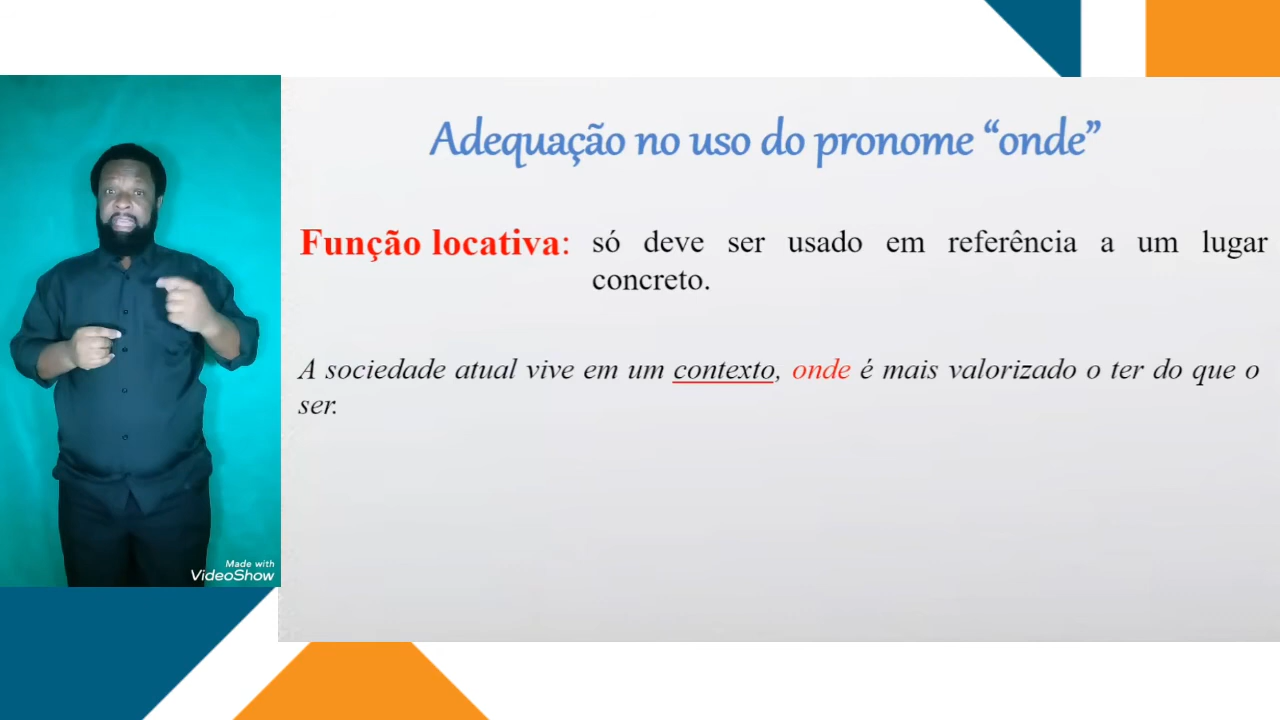 Adequação no uso do pronome “onde”
Função locativa: só deve ser usado em referência a um lugar
concreto.
A sociedade atual vive em um contexto, onde é mais valorizado o ter do que o
ser.
Made with
VideoShow